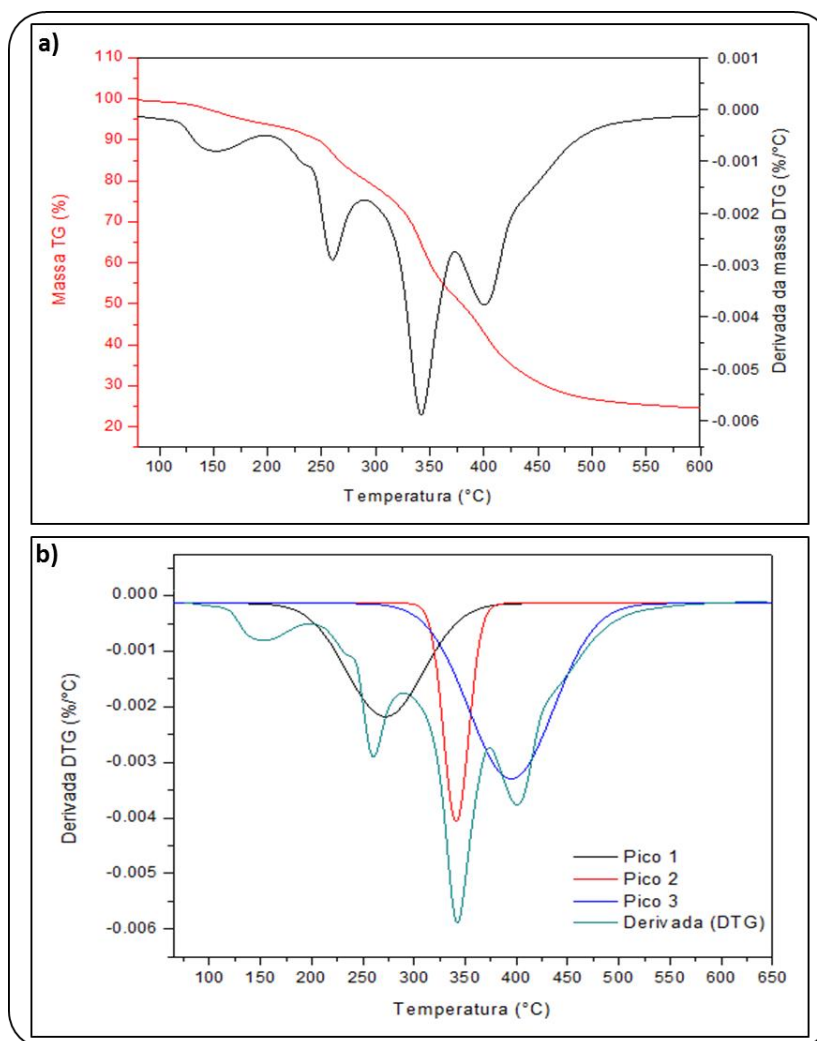 a)
110
100
90
80
70
60
50
40
30
20
Massa TG (%)
0.001
0.000
-0.001
-0.002
-0.003
-0.004
-0.005
-0.006
Derivada da massa DTG (%/°C)
100 150 200 250 300 350 400 450 500 550 600
Temperatura (°C)
b)
0.000
-0.001
-0.002
-0.003
-0.004
-0.005
-0.006
Derivada DTG (%/°C)
Pico 1
Pico 2
Pico 3
Derivada (DTG)
100 150 200 250 300 350 400 450 500 550 600 650
Temperatura (°C)